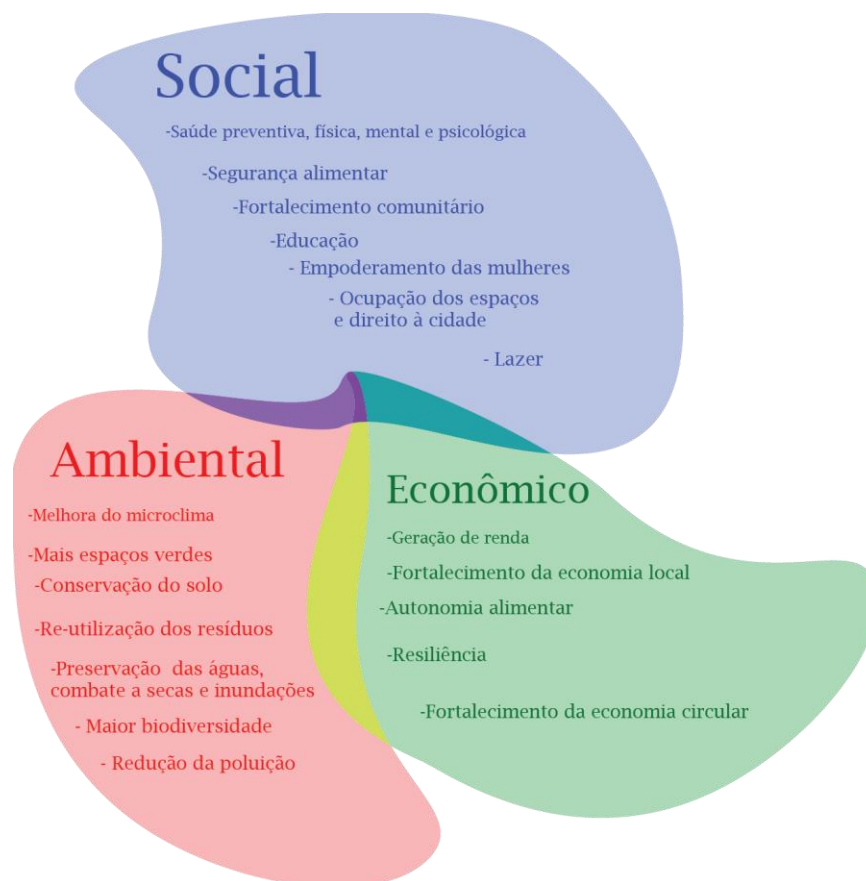 Social
-Saúde preventiva, física, mental e psicológica
-Segurança alimentar
-Fortalecimento comunitário
-Educação
- Empoderamento das mulheres
- Ocupação dos espaços
e direito à cidade
- Lazer
Ambiental
-Melhora do microclima
-Mais espaços verdes
-Conservação do solo
-Re-utilização dos resíduos
-Preservação  das águas,
combate a secas e inundações
- Maior biodiversidade
- Redução da poluição
Econômico
-Geração de renda
-Fortalecimento da economia local
-Autonomia alimentar
-Resiliência
-Fortalecimento da economia circular